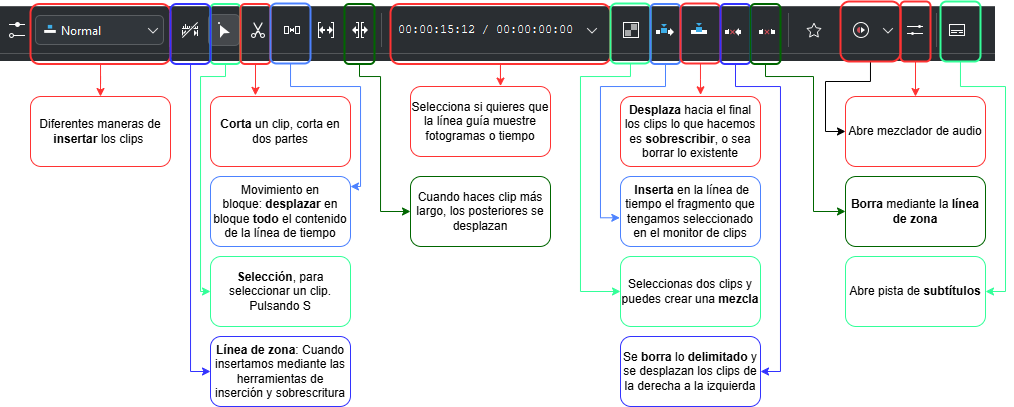 Normal
00:00:15:12 / 00:00:00:00
Diferentes maneras de
insertar los clips
Corta un clip, corta en
dos partes
Movimiento en
bloque: desplazar en
bloque todo el contenido
de la línea de tiempo
Selección, para
seleccionar un clip.
Pulsando S
Línea de zona: Cuando
insertamos mediante las
herramientas de
inserción y sobrescritura
Selecciona si quieres que
la línea guía muestre
fotogramas o tiempo
Cuando haces clip más
largo, los posteriores se
desplazan
Desplaza hacia el final
los clips lo que hacemos
es sobrescribir, o sea
borrar lo existente
Inserta en la línea de
tiempo el fragmento que
tengamos seleccionado
en el monitor de clips
Seleccionas dos clips y
puedes crear una mezcla
Se borra lo delimitado y
se desplazan los clips de
la derecha a la izquierda
Abre mezclador de audio
Borra mediante la línea
de zona
Abre pista de subtítulos